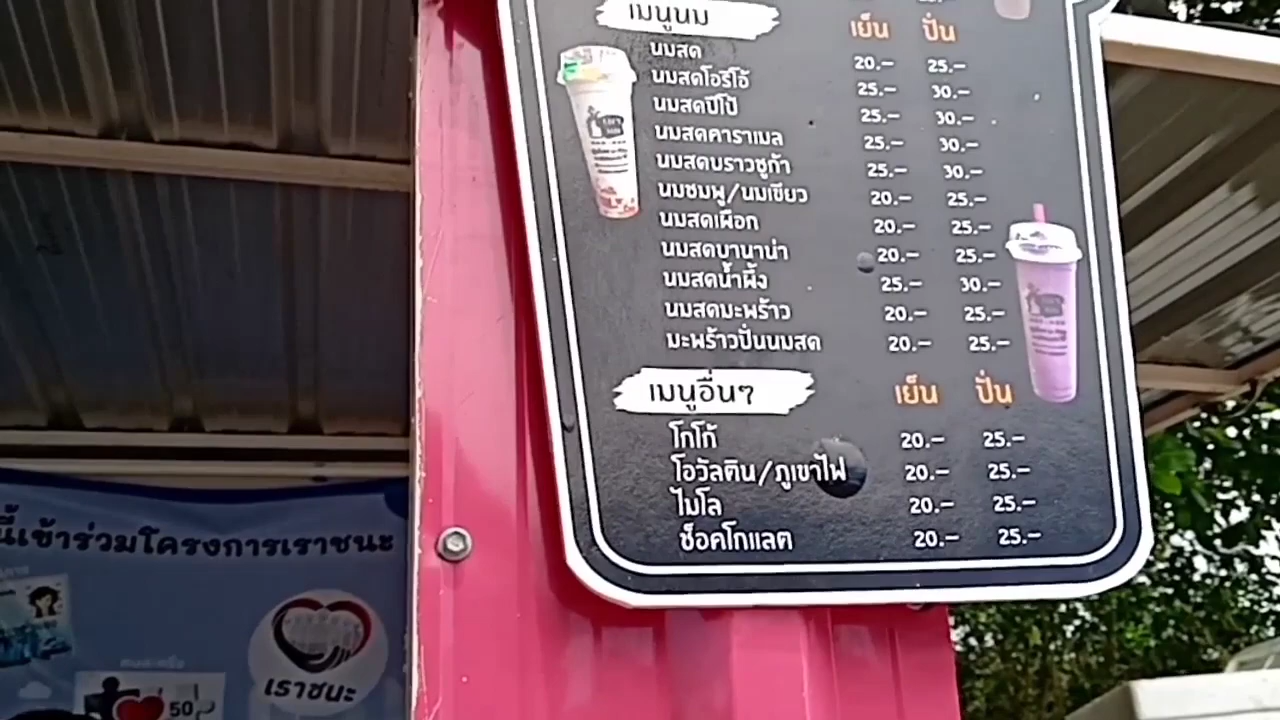 เมนูนม เย็น ปั่น
นมสด 20.- 25.-
นมสดโอรีโอ้ 25.- 30.-
นมสดปีโป้ 25.- 30.-
นมสดคาราเมล 25.- 30.-
นมสดบราวชูก้า 25.- 30.-
นมชมพู/นมเขียว 20.- 25.-
นมสดเผือก 20.- 25.-
นมสดบานาน่า 20.- 25.-
นมสดน้ำผึ้ง 25.- 30.-
นมสดมะพร้าว 20.- 25.-
มะพร้าวปั่นนมสด 20.- 25.-
เมนูอื่นๆ เย็น ปั่น
โกโก้ 20.- 25.-
โอวัลติน/ภูเขาไฟ 20.- 25.-
ไมโล 20.- 25.-
ช็อคโกแลต 20.- 25.-
นี้เข้าร่วมโครงการเราชนะ
เราชนะ
คนละครึ่ง
50